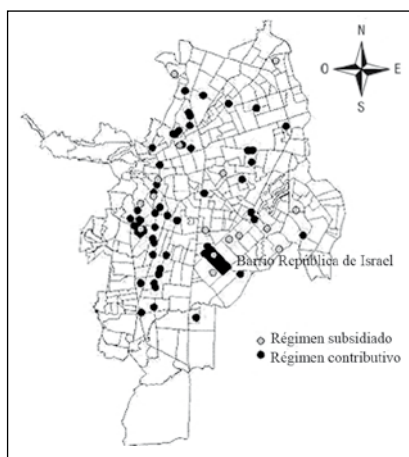 N
O E
S
Barrio República de Israel
Régimen subsidiado
Régimen contributivo